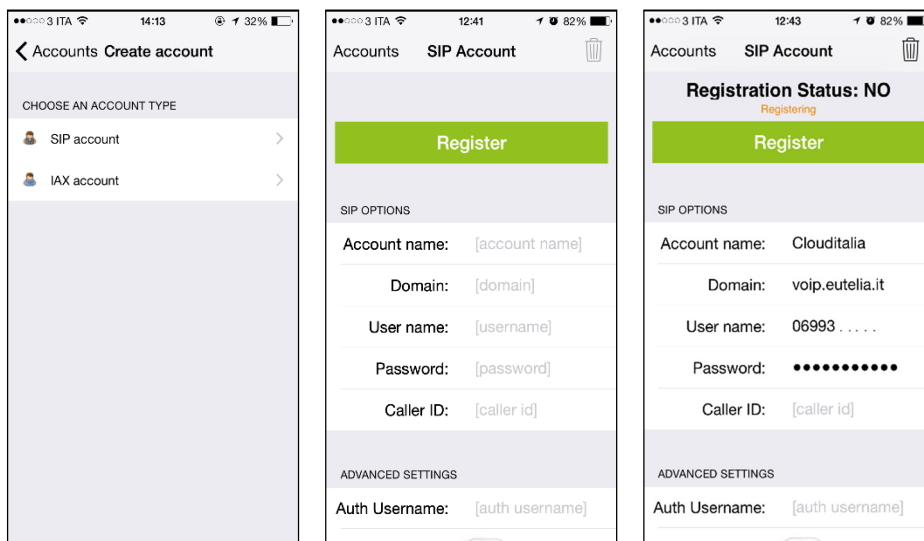 3 ITA 14:13 32%
Accounts Create account
CHOOSE AN ACCOUNT TYPE
SIP account
IAX account
3 ITA 12:41 82%
Accounts SIP Account
Register
SIP OPTIONS
Account name: [account name]
Domain: [domain]
User name: [username]
Password: [password]
Caller ID: [caller id]
ADVANCED SETTINGS
Auth Username: [auth username]
3 ITA 12:43 82%
Accounts SIP Account
Registration Status: NO
Registering
Register
SIP OPTIONS
Account name: Clouditalia
Domain: voip.eutelia.it
User name: 06993 . . . . .
Password: •••••••••••
Caller ID: [caller id]
ADVANCED SETTINGS
Auth Username: [auth username]